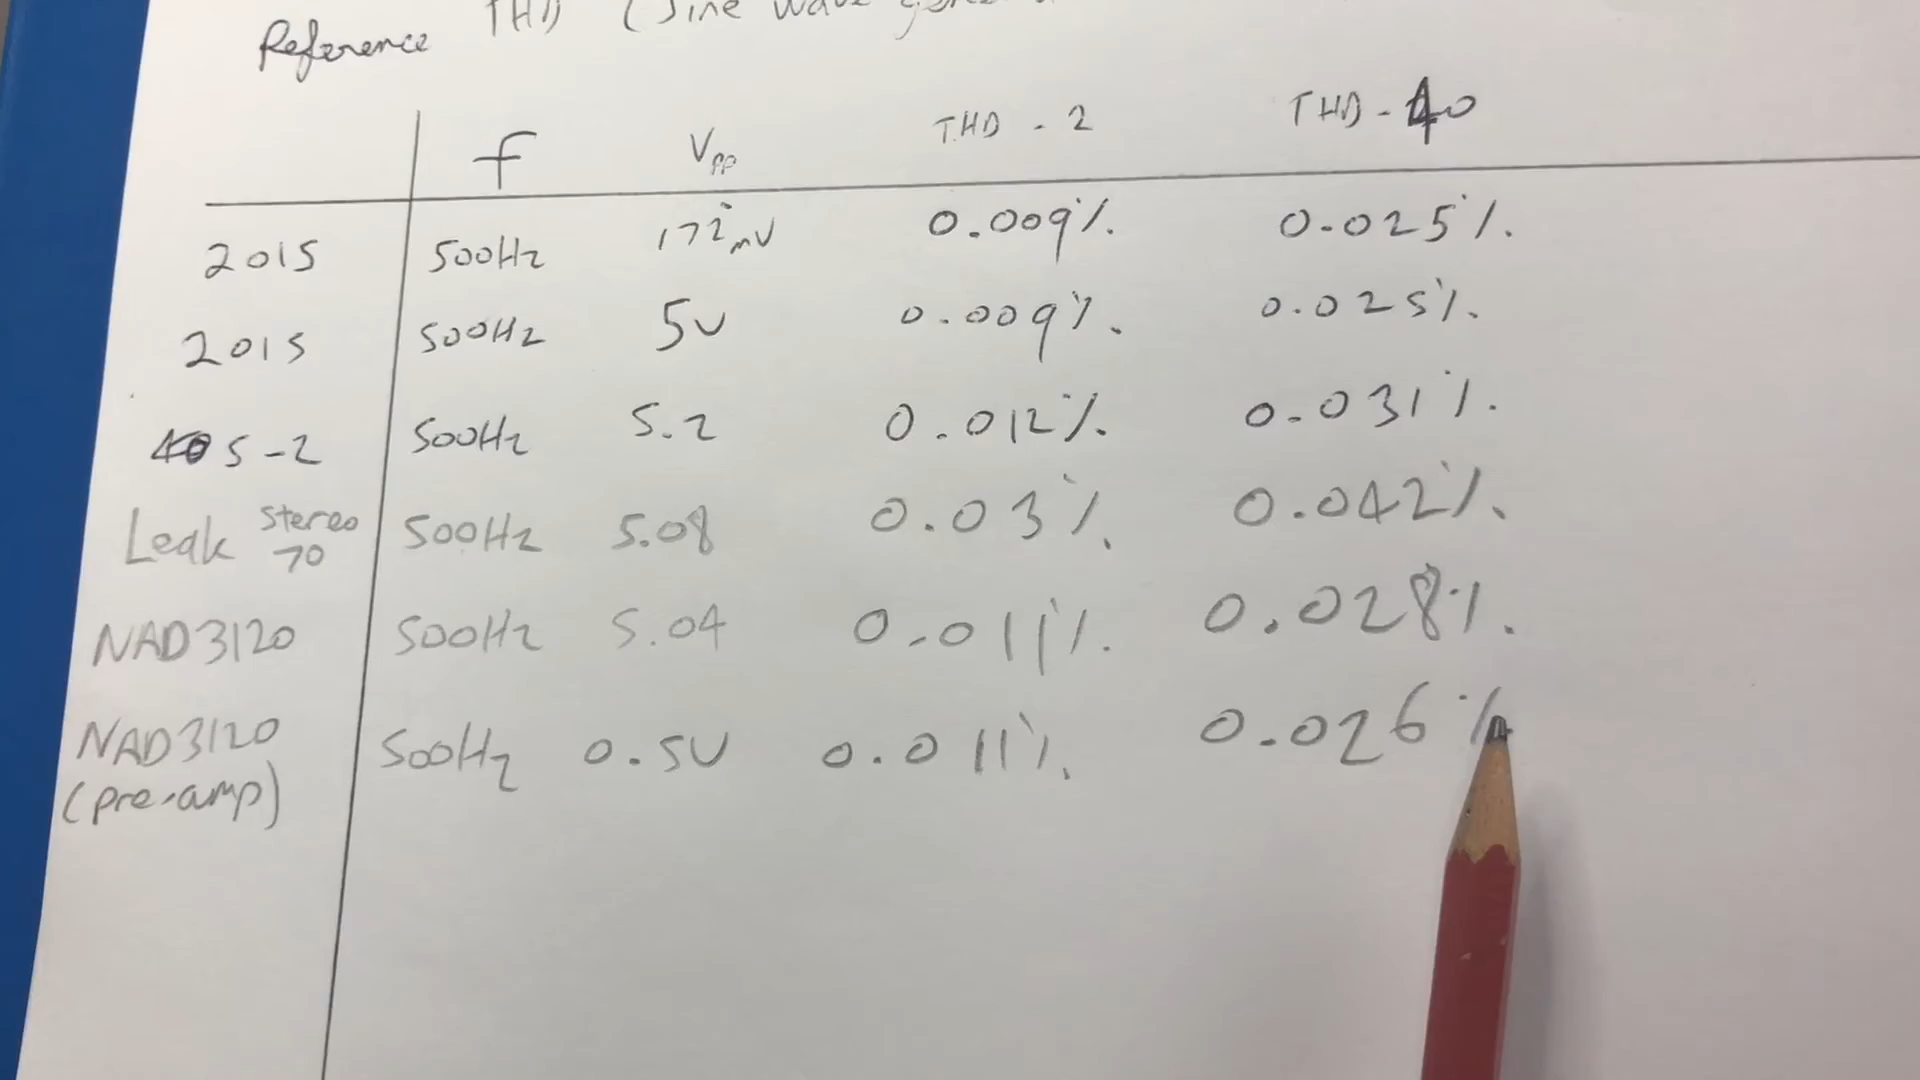 Reference THD (Sine wave
f Vpp THD - 2 THD - 40
2015 500Hz 172mV 0.009% 0.025%
2015 500Hz 5V 0.009% 0.025%
S-2 500Hz 5.2 0.012% 0.031%
Leak Stereo 70 500Hz 5.08 0.03% 0.042%
NAD3120 500Hz 5.04 0.011% 0.028%
NAD3120 500Hz 0.5V 0.011% 0.026%
(pre-amp)